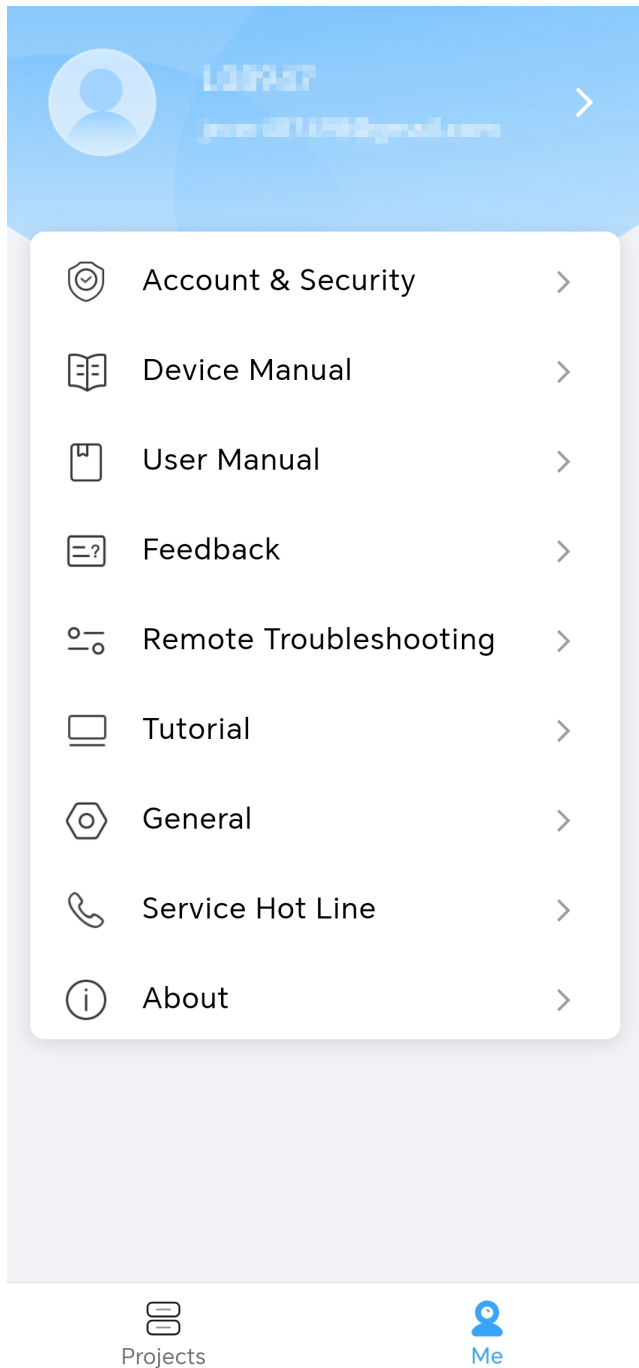 Account & Security
Device Manual
User Manual
Feedback
Remote Troubleshooting
Tutorial
General
Service Hot Line
About
Projects
Me